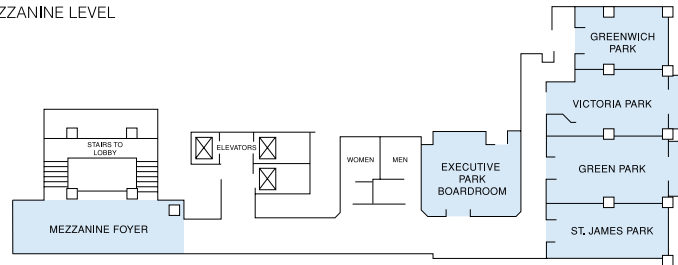 ZZANINE LEVEL
GREENWICH
PARK
VICTORIA PARK
STAIRS TO
LOBBY
ELEVATORS
WOMEN
MEN
EXECUTIVE
PARK
BOARDROOM
GREEN PARK
MEZZANINE FOYER
ST. JAMES PARK